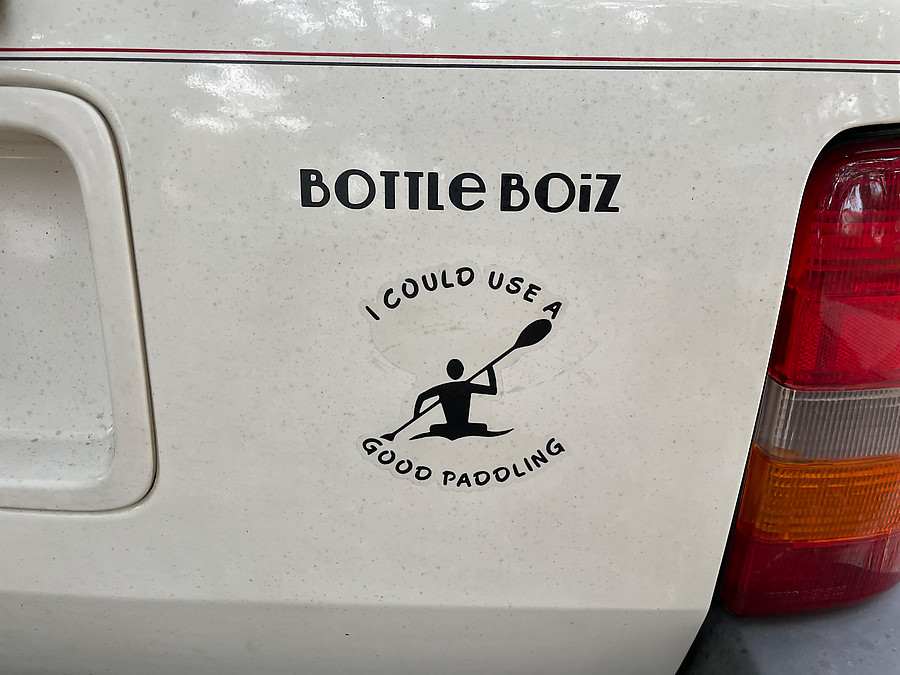 BOTTLe BOiZ
I COULD USE A
GOOD PADDLING